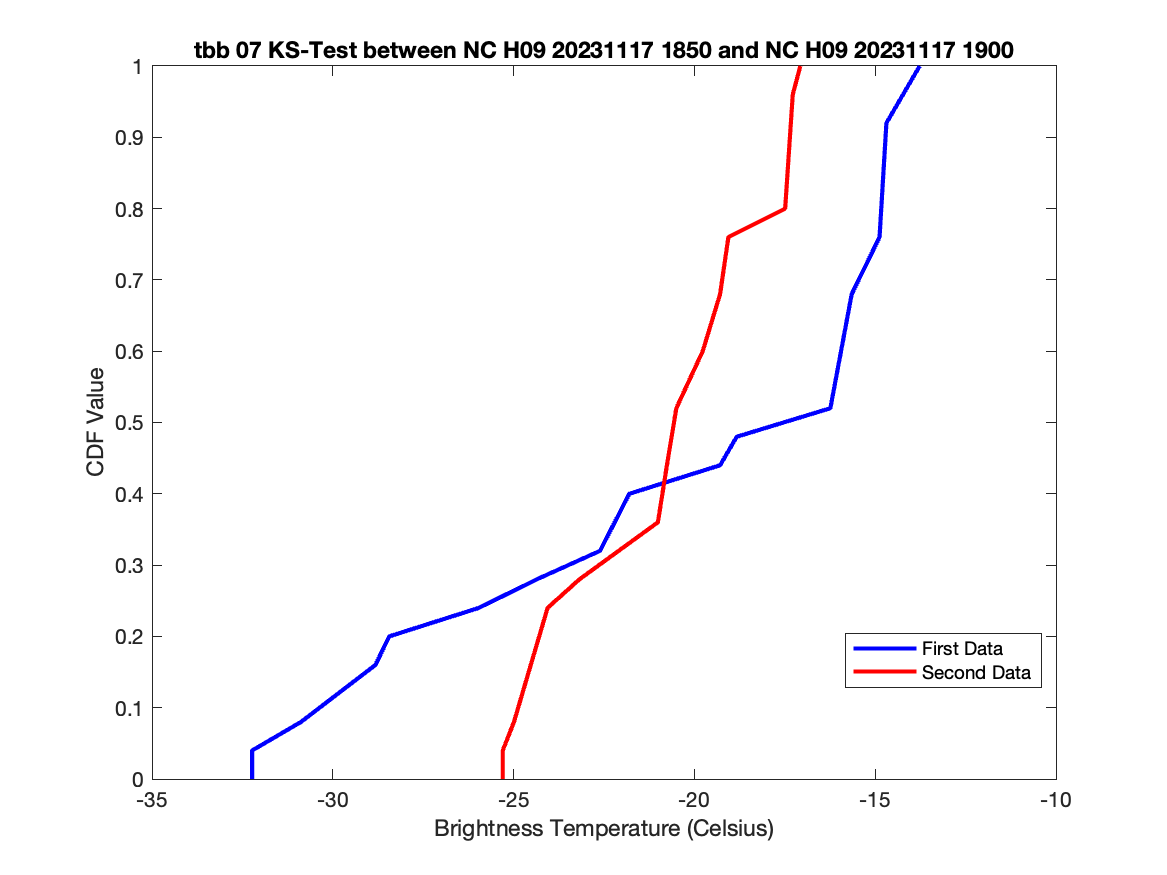 tbb 07 KS-Test between NC H09 20231117 1850 and NC H09 20231117 1900
1
0.9
0.8
0.7
0.6
0.5
0.4
0.3
0.2
0.1
0
CDF Value
First Data
Second Data
-35 -30 -25 -20 -15 -10
Brightness Temperature (Celsius)